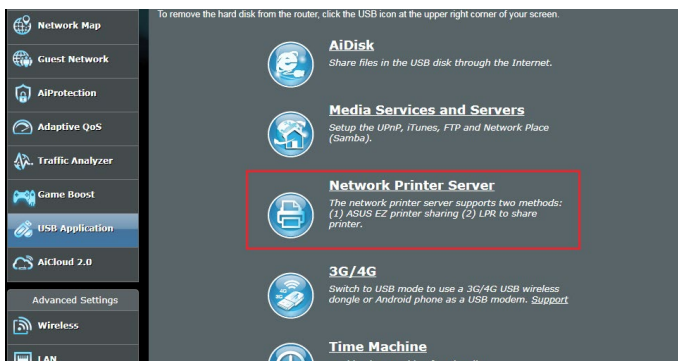 To remove the hard disk from the router, click the USB icon at the upper right corner of your screen.
Network Map
Guest Network
AiProtection
Adaptive QoS
Traffic Analyzer
Game Boost
USB Application
AiCloud 2.0
Advanced Settings
Wireless
LAN
AiDisk
Share files in the USB disk through the Internet.
Media Services and Servers
Setup the UPnP, iTunes, FTP and Network Place
(Samba).
Network Printer Server
The network printer server supports two methods:
(1) ASUS EZ printer sharing (2) LPR to share
printer.
3G/4G
Switch to USB mode to use a 3G/4G USB wireless
dongle or Android phone as a USB modem. Support
Time Machine